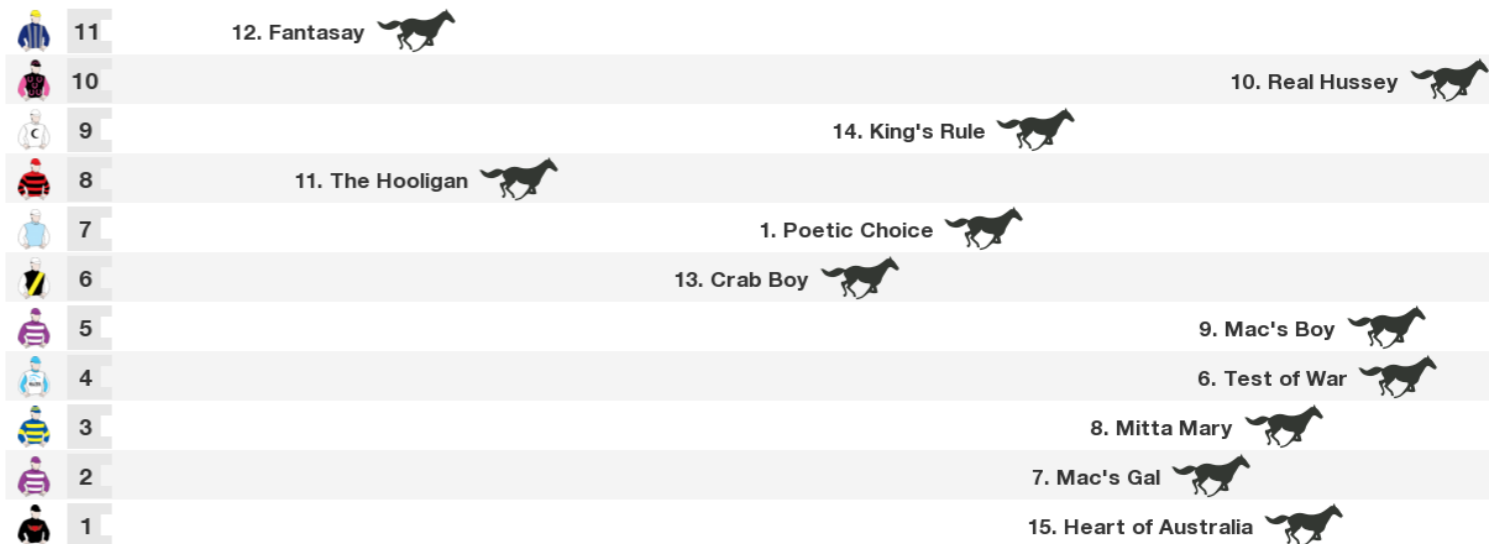 11 12. Fantasay
10 10. Real Hussey
9 C 14. King's Rule
8 11. The Hooligan
7 1. Poetic Choice
6 13. Crab Boy
5 9. Mac's Boy
4 6. Test of War
3 8. Mitta Mary
2 7. Mac's Gal
1 15. Heart of Australia